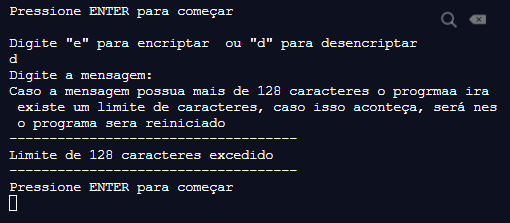 Pressione ENTER para começar
Digite "e" para encriptar  ou "d" para desencriptar
d
Digite a mensagem:
Caso a mensagem possua mais de 128 caracteres o progrmaa ira
 existe um limite de caracteres, caso isso aconteça, será nes
 o programa sera reiniciado
------------------------------------
Limite de 128 caracteres excedido
------------------------------------
Pressione ENTER para começar